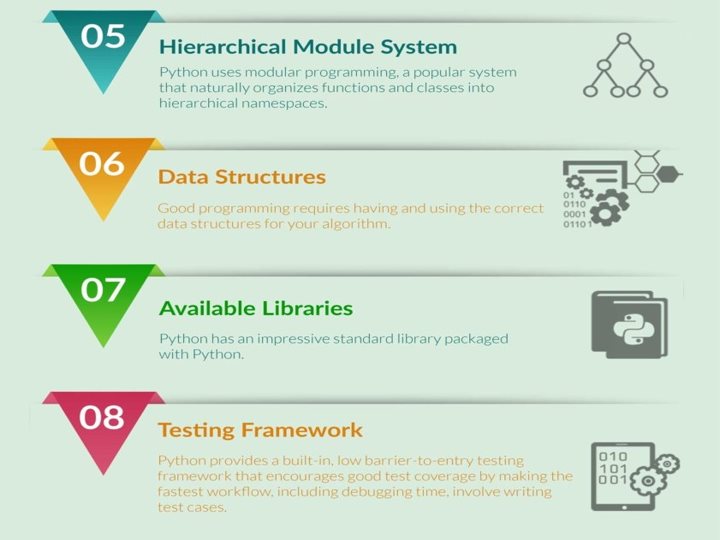 05
Hierarchical Module System
Python uses modular programming, a popular system
that naturally organizes functions and classes into
hierarchical namespaces.
06
Data Structures
Good programming requires having and using the correct
data structures for your algorithm.
01
0110
0001
01101
07
Available Libraries
Python has an impressive standard library packaged
with Python.
08
Testing Framework
Python provides a built-in, low barrier-to-entry testing
framework that encourages good test coverage by making the
fastest workflow, including debugging time, involve writing
test cases.
010
101
001